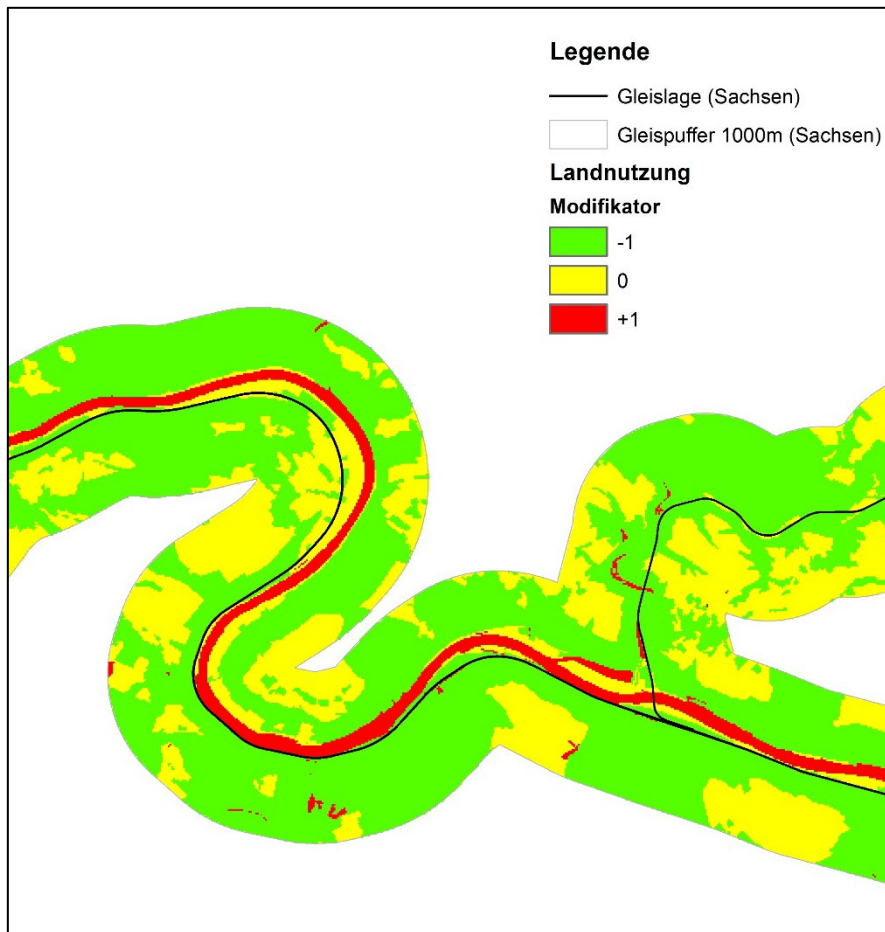 Legende
Gleislage (Sachsen)
Gleispuffer 1000m (Sachsen)
Landnutzung
Modifikator
-1
0
+1